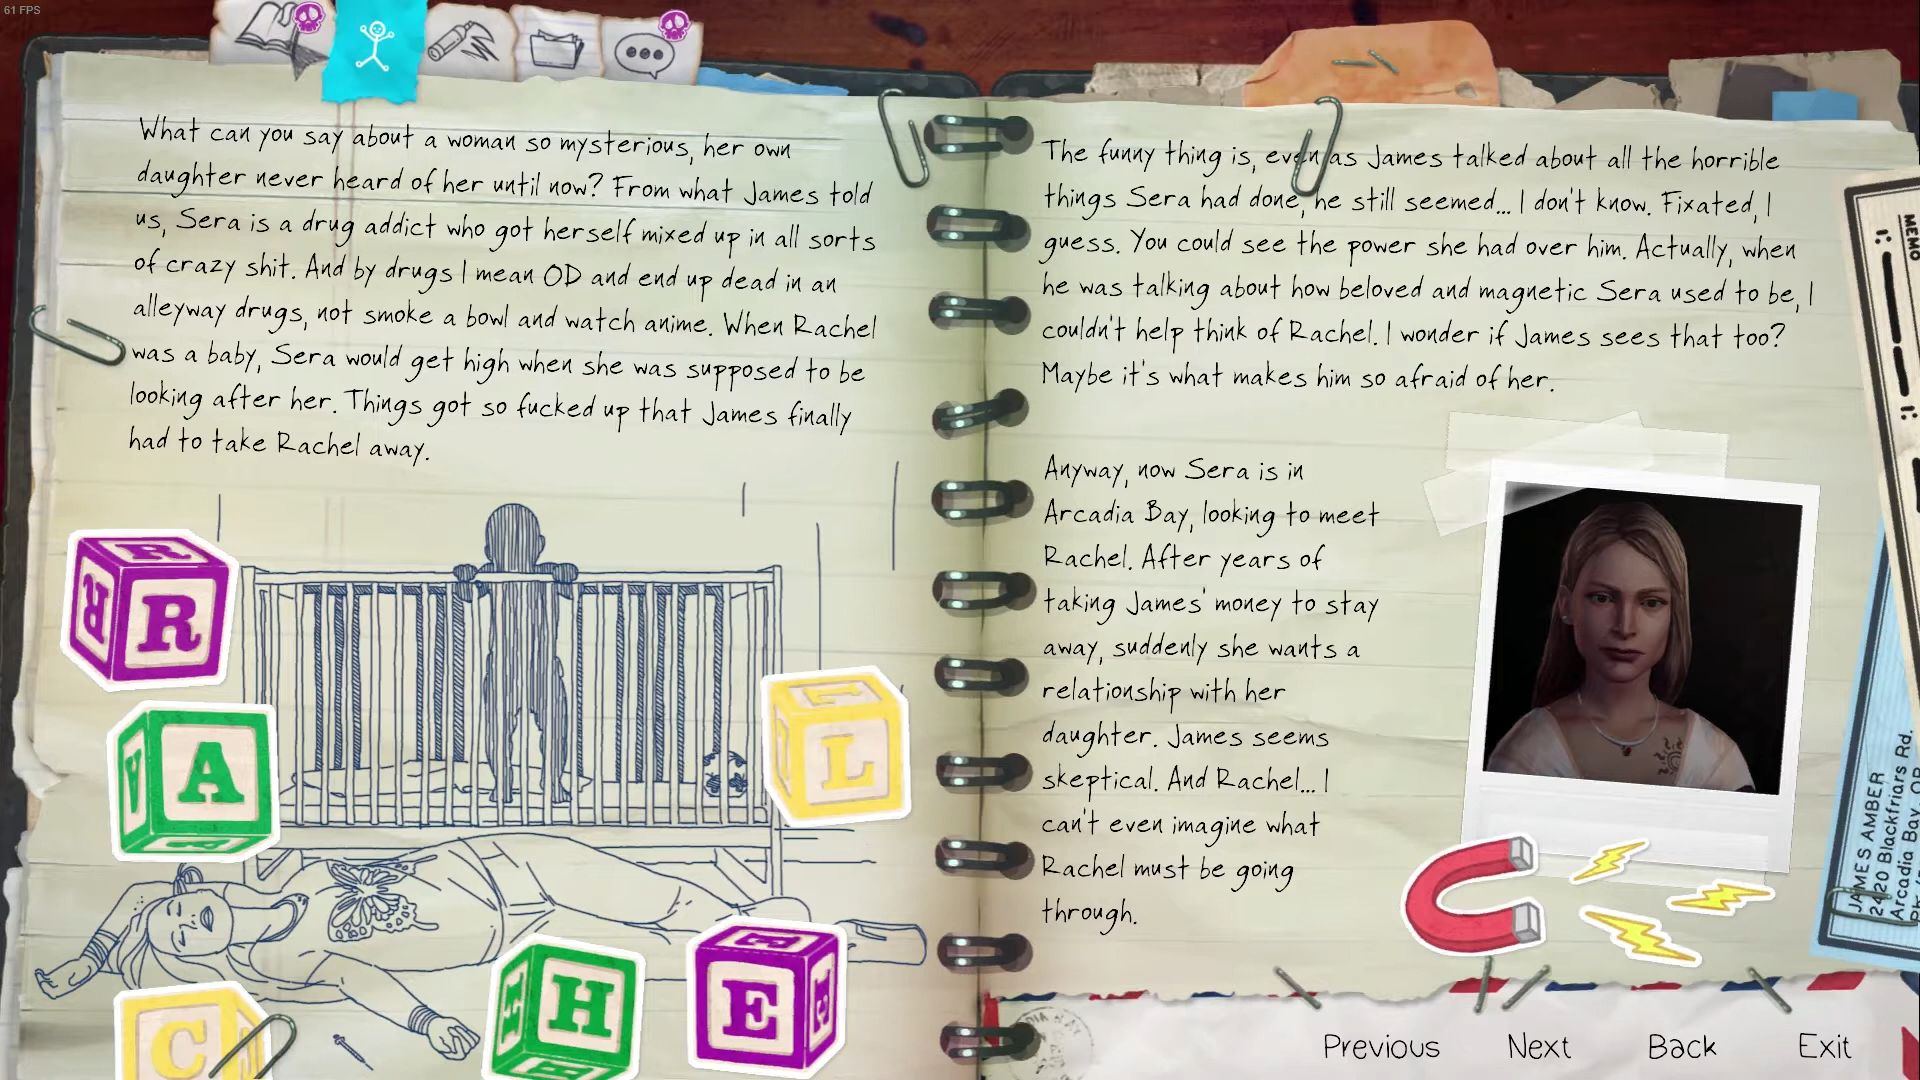 61 FPS
What can you say about a woman so mysterious, her own
daughter never heard of her until now? From what James told
us, Sera is a drug addict who got herself mixed up in all sorts
of crazy shit. And by drugs I mean OD and end up dead in an
alleyway drugs, not smoke a bowl and watch anime. When Rachel
was a baby, Sera would get high when she was supposed to be
looking after her. Things got so fucked up that James finally
had to take Rachel away.
R
R
R
A
A
A
C
L
L
L
H
H
H
E
E
E
The funny thing is, even as James talked about all the horrible
things Sera had done, he still seemed... I don't know. Fixated, I
guess. You could see the power she had over him. Actually, when
he was talking about how beloved and magnetic Sera used to be, I
couldn't help think of Rachel. I wonder if James sees that too?
Maybe it's what makes him so afraid of her.
Anyway, now Sera is in
Arcadia Bay, looking to meet
Rachel. After years of
taking James' money to stay
away, suddenly she wants a
relationship with her
daughter. James seems
skeptical. And Rachel... I
can't even imagine what
Rachel must be going
through.
MEMO
JAMES AMBER
Blackfriars Rd.
Arcadia Bay, OR
Previous
Next
Back
Exit